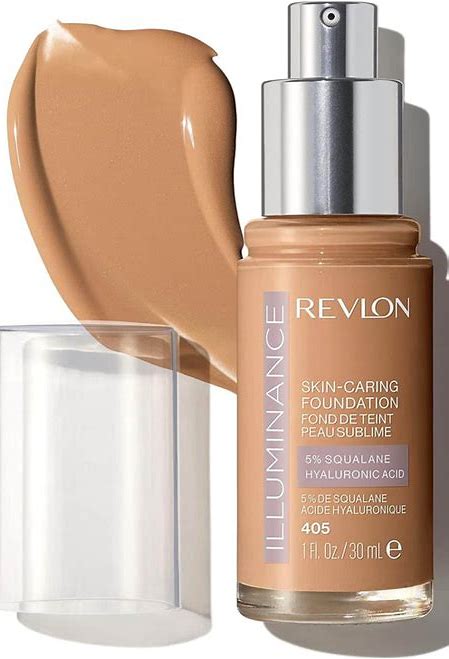 REVLON
ILLUMINANCE
SKIN-CARING
FOUNDATION
FOND DE TEINT
PEAU SUBLIME
5% SQUALANE
HYALURONIC ACID
5% DE SQUALANE
ACIDE HYALURONIQUE
405
1 Fl. Oz./30 mL ℮